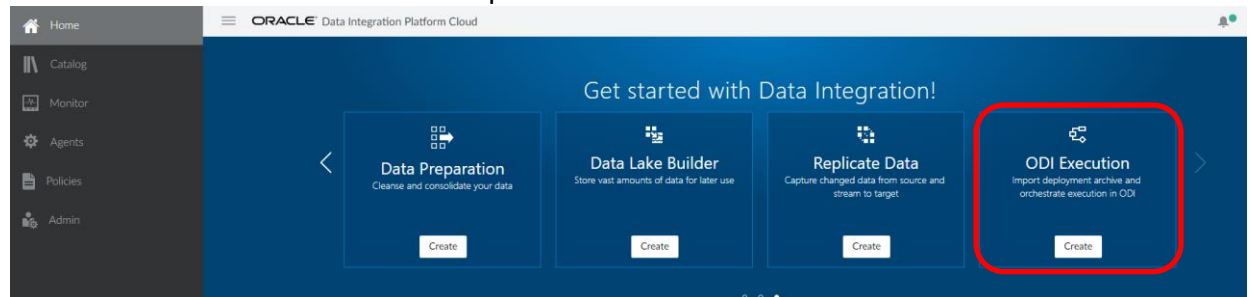 Home
ORACLE Data Integration Platform Cloud
Catalog
Monitor
Agents
Policies
Admin
Get started with Data Integration!
Data Preparation
Cleanse and consolidate your data
Create
Data Lake Builder
Store vast amounts of data for later use
Create
Replicate Data
Capture changed data from source and
stream to target
Create
ODI Execution
Import deployment archive and
orchestrate execution in ODI
Create